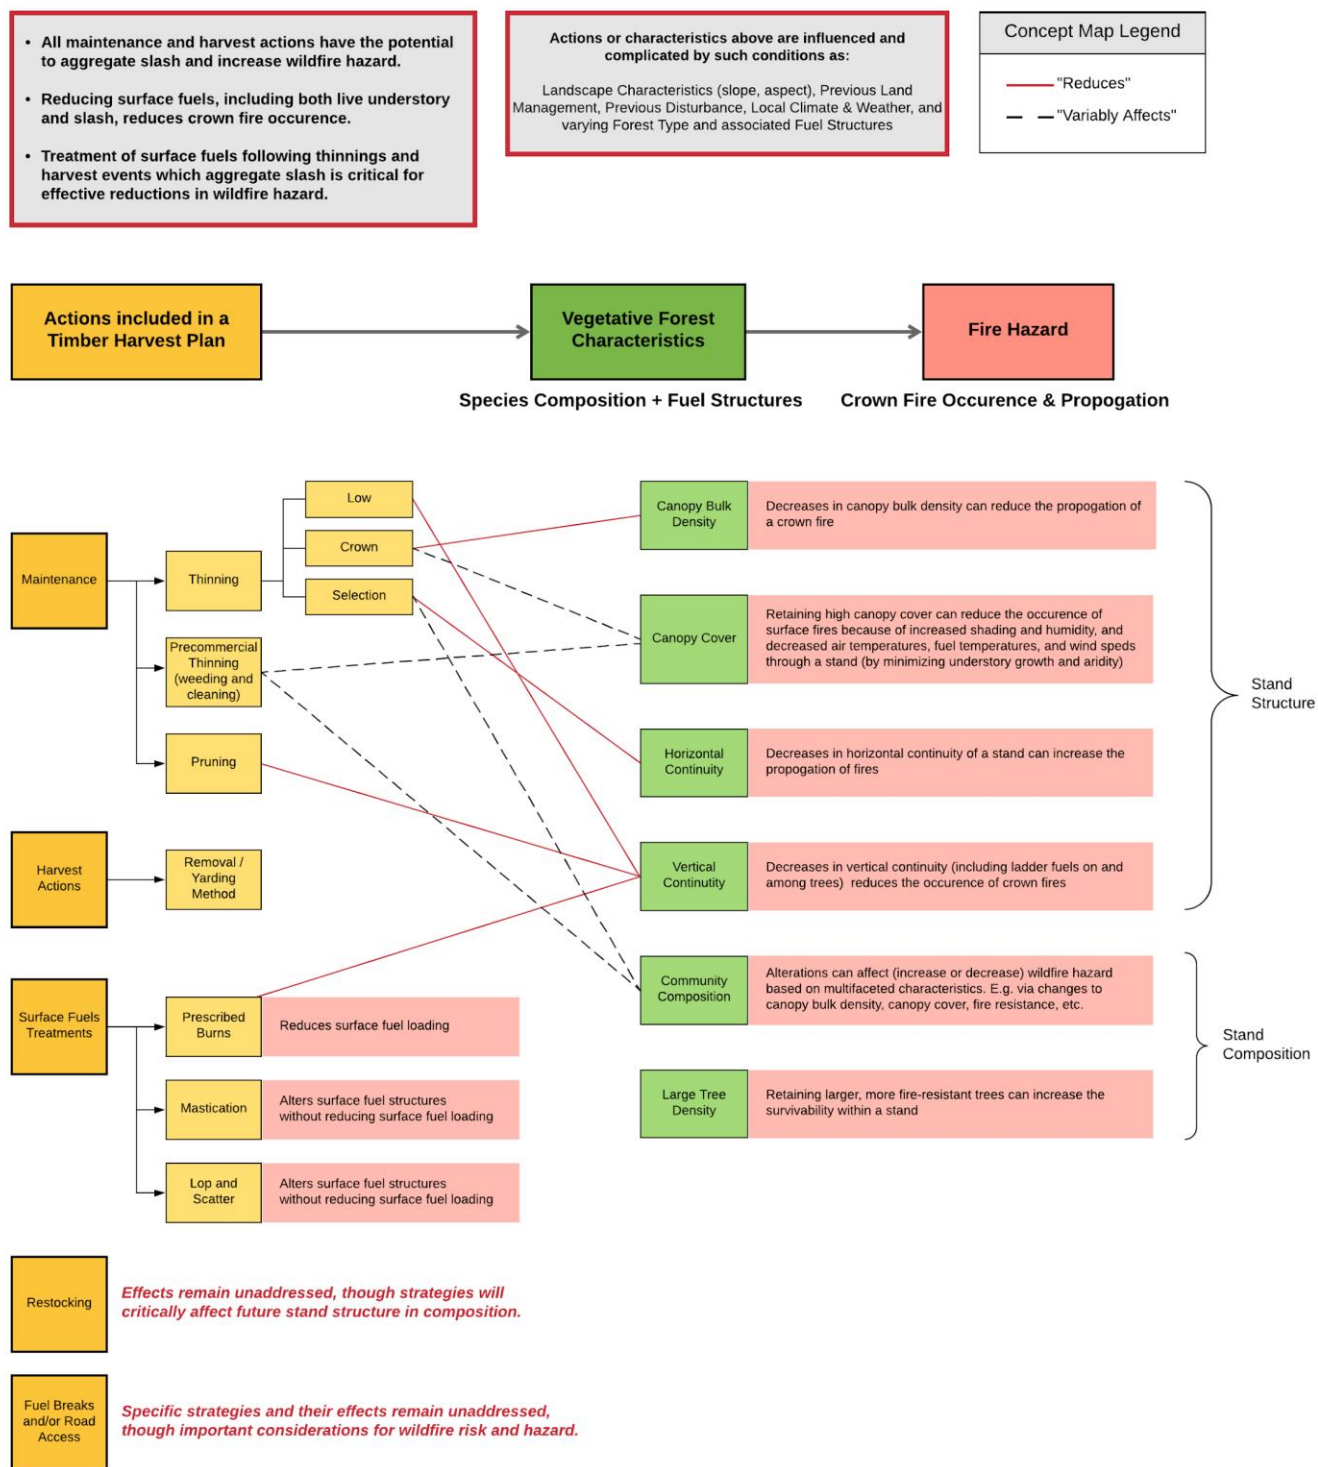 • All maintenance and harvest actions have the potential
to aggregate slash and increase wildfire hazard.
• Reducing surface fuels, including both live understory
and slash, reduces crown fire occurence.
• Treatment of surface fuels following thinnings and
harvest events which aggregate slash is critical for
effective reductions in wildfire hazard.
Actions or characteristics above are influenced and
complicated by such conditions as:
Landscape Characteristics (slope, aspect), Previous Land
Management, Previous Disturbance, Local Climate & Weather, and
varying Forest Type and associated Fuel Structures
Concept Map Legend
"Reduces"
"Variably Affects"
Actions included in a
Timber Harvest Plan
Vegetative Forest
Characteristics
Fire Hazard
Species Composition + Fuel Structures
Crown Fire Occurence & Propogation
Maintenance
Thinning
Low
Crown
Selection
Precommercial
Thinning
(weeding and
cleaning)
Pruning
Harvest
Actions
Removal /
Yarding
Method
Surface Fuels
Treatments
Prescribed
Burns
Reduces surface fuel loading
Mastication
Alters surface fuel structures
without reducing surface fuel loading
Lop and
Scatter
Alters surface fuel structures
without reducing surface fuel loading
Canopy Bulk
Density
Decreases in canopy bulk density can reduce the propogation of
a crown fire
Canopy Cover
Retaining high canopy cover can reduce the occurence of
surface fires because of increased shading and humidity, and
decreased air temperatures, fuel temperatures, and wind speds
through a stand (by minimizing understory growth and aridity)
Horizontal
Continuity
Decreases in horizontal continuity of a stand can increase the
propogation of fires
Vertical
Continutity
Decreases in vertical continuity (including ladder fuels on and
among trees) reduces the occurence of crown fires
Stand
Structure
Community
Composition
Alterations can affect (increase or decrease) wildfire hazard
based on multifaceted characteristics. E.g. via changes to
canopy bulk density, canopy cover, fire resistance, etc.
Large Tree
Density
Retaining larger, more fire-resistant trees can increase the
survivability within a stand
Stand
Composition
Restocking
Effects remain unaddressed, though strategies will
critically affect future stand structure in composition.
Fuel Breaks
and/or Road
Access
Specific strategies and their effects remain unaddressed,
though important considerations for wildfire risk and hazard.